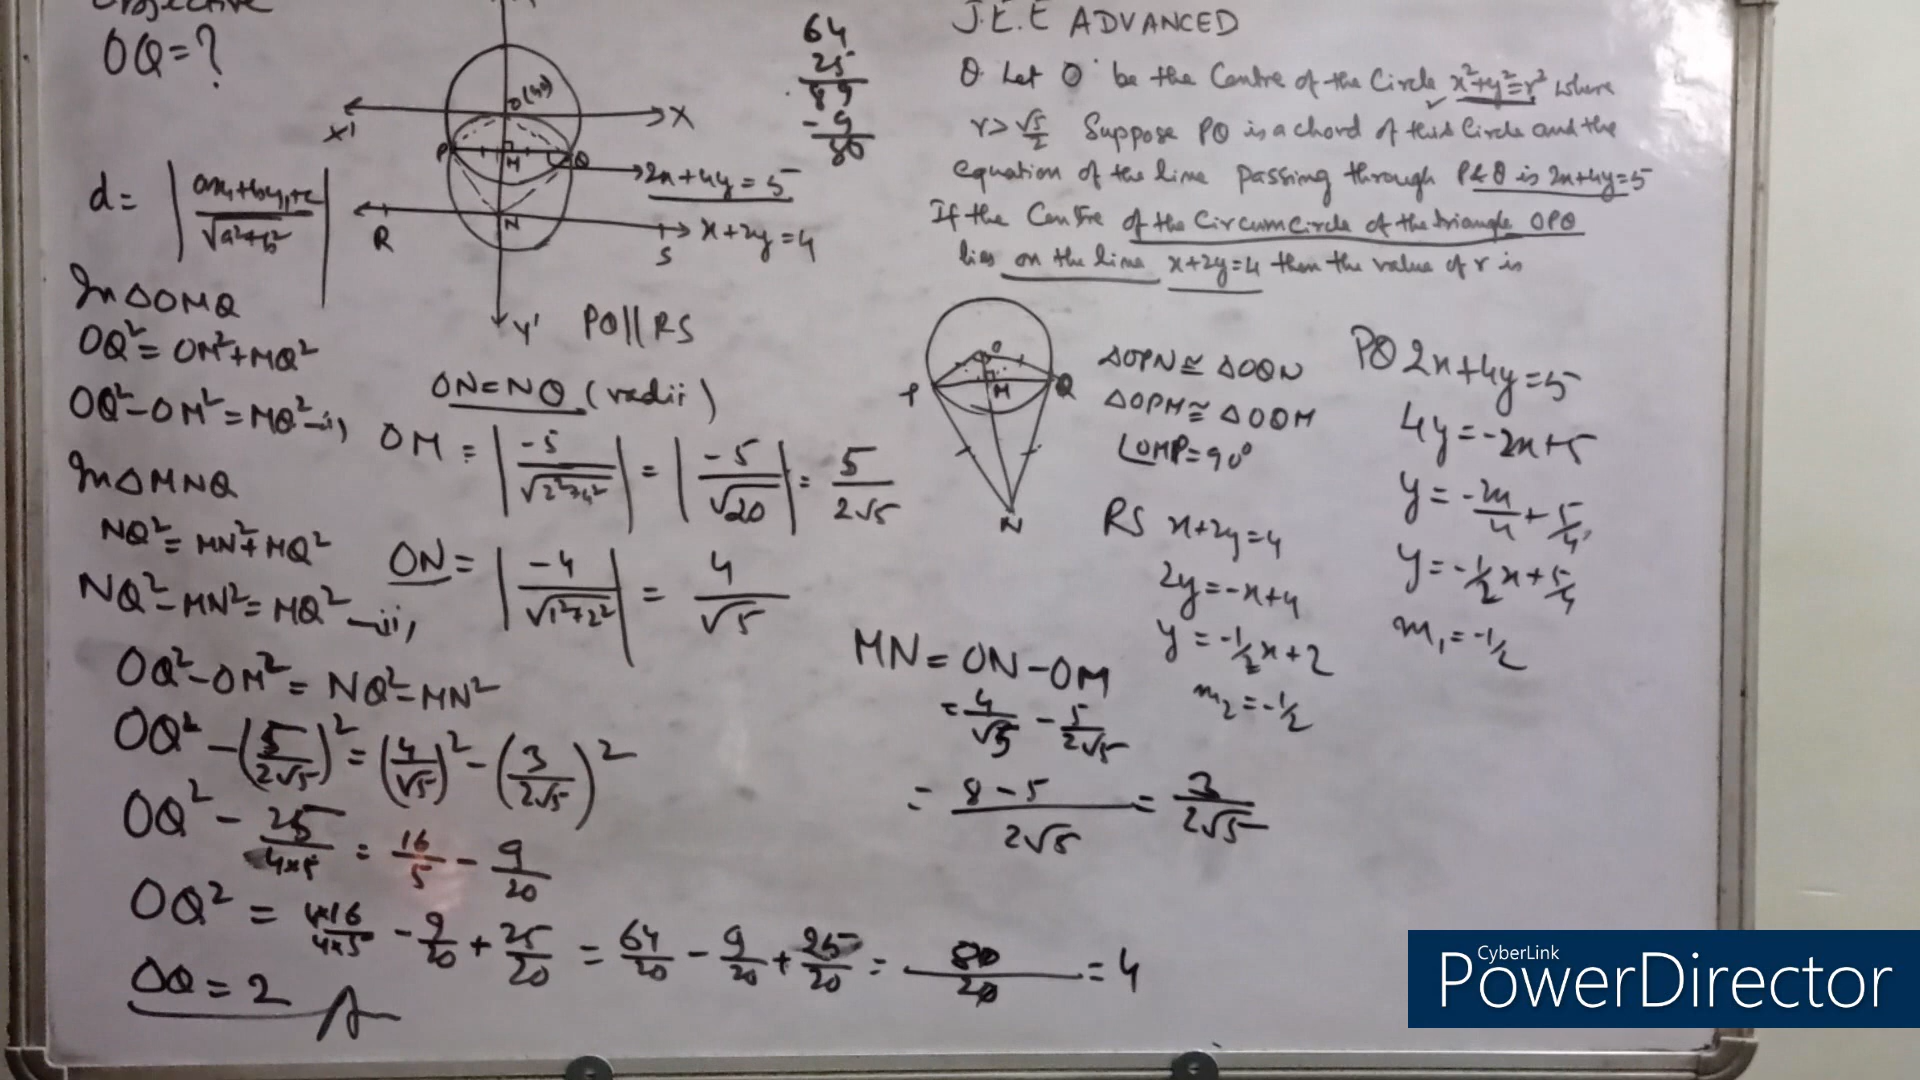 Objective
OQ=?
d= |ax₁+by₁+c / √a²+b²|
In △OMQ
OQ²= OM²+MQ²
OQ²-OM²=MQ² —i)
In △MNQ
NQ²= MN²+MQ²
NQ²-MN²=MQ² —ii)
OQ²-OM²= NQ²-MN²
OQ² -(5/2√5)²= (4/√5)² - (3/2√5)²
OQ² - 25/4×5 = 16/5 - 9/20
OQ² = 4×16/4×5 - 9/20 + 25/20 = 64/20 - 9/20 + 25/20 = 80/20 = 4
OQ = 2 A
X'
X
P
M
Q
2x+4y=5
R
N
S
x+2y=4
Y'
PQ||RS
64
25
89
-9
80
ON=NQ (radii)
OM = |-5/√2²+4²| = |-5/√20| = 5/2√5
ON= |-4/√1²+2²| = 4/√5
J.E.E ADVANCED
Q. Let O be the Centre of the Circle x²+y²=r² where
r> √5/2 Suppose PQ is a chord of this Circle and the
equation of the line passing through P&Q is 2x+4y=5
If the Centre of the Circumcircle of the triangle OPQ
lies on the line x+2y=4 then the value of r is
O
P
M
Q
N
△OPN≅ △OQN
△OPM≅ △OQM
∠OMP=90°
RS x+2y=4
2y=-x+4
y =-1/2x+2
m₂=-1/2
PQ 2x+4y=5
4y=-2x+5
y= -2x/4+5/4
y=-1/2x+5/4
m₁=-1/2
MN= ON-OM
= 4/√5 - 5/2√5
= 8-5/2√5 = 3/2√5
CyberLink
PowerDirector